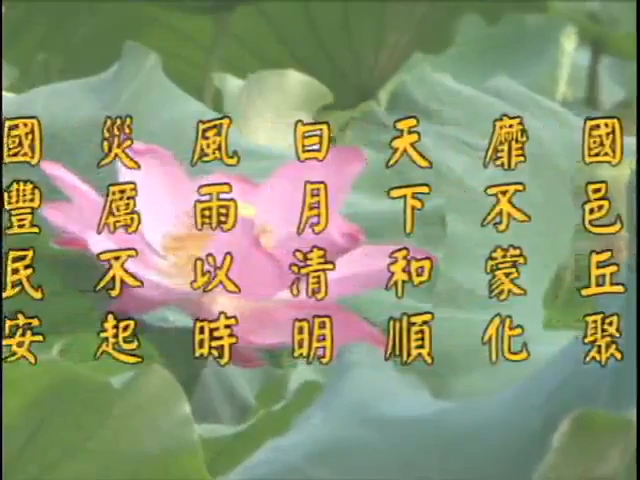 國邑丘聚
靡不蒙化
天下和順
日月清明
風雨以時
災厲不起
國豐民安